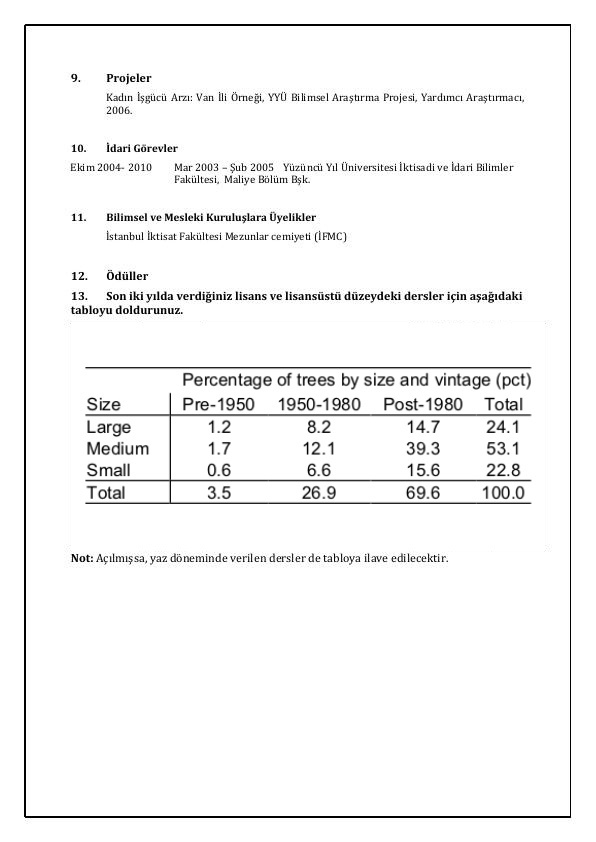 9. Projeler
Kadın İşgücü Arzı: Van İli Örneği, YYÜ Bilimsel Araştırma Projesi, Yardımcı Araştırmacı,
2006.
10. İdari Görevler
Ekim 2004- 2010 Mar 2003 – Şub 2005 Yüzüncü Yıl Üniversitesi İktisadi ve İdari Bilimler
Fakültesi, Maliye Bölüm Bşk.
11. Bilimsel ve Mesleki Kuruluşlara Üyelikler
İstanbul İktisat Fakültesi Mezunlar cemiyeti (İFMC)
12. Ödüller
13. Son iki yılda verdiğiniz lisans ve lisansüstü düzeydeki dersler için aşağıdaki
tabloyu doldurunuz.
Percentage of trees by size and vintage (pct)
Size Pre-1950 1950-1980 Post-1980 Total
Large 1.2 8.2 14.7 24.1
Medium 1.7 12.1 39.3 53.1
Small 0.6 6.6 15.6 22.8
Total 3.5 26.9 69.6 100.0
Not: Açılmışsa, yaz döneminde verilen dersler de tabloya ilave edilecektir.